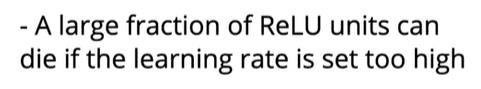 - A large fraction of ReLU units can
die if the learning rate is set too high